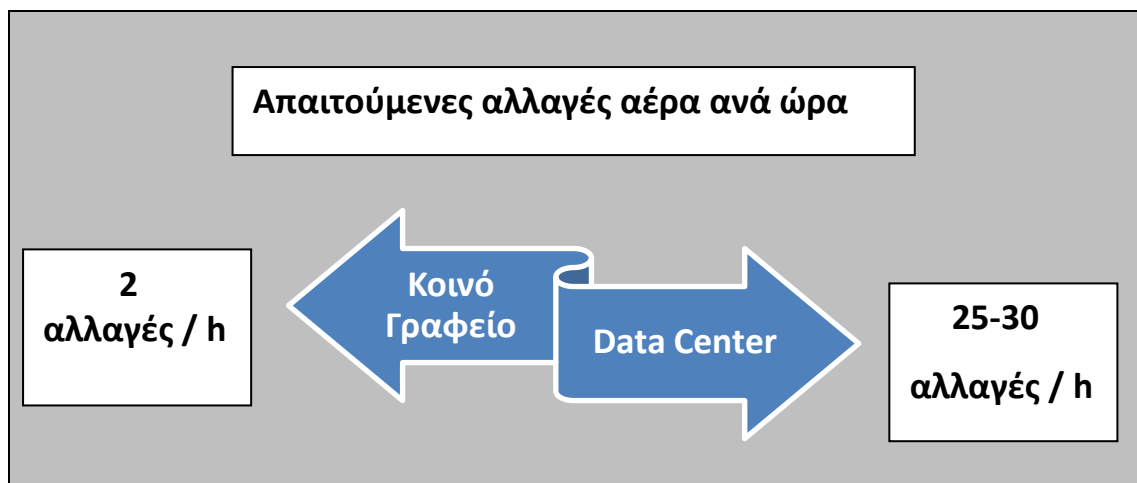 Απαιτούμενες αλλαγές αέρα ανά ώρα
2
αλλαγές / h
Κοινό
Γραφείο
Data Center
25-30
αλλαγές / h